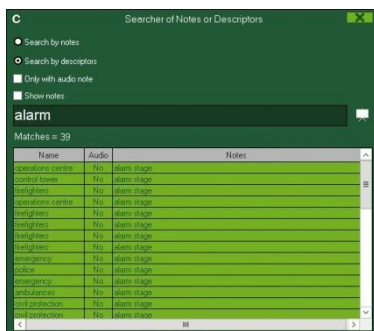 C Searcher of Notes or Descriptors X
Search by notes
Search by descriptors
Only with audio note
Show notes
alarm
Matches = 39
Name Audio Notes
operations centre No alarm stage
control tower No alarm stage
firefighters No alarm stage
operations centre No alarm stage
firefighters No alarm stage
firefighters No alarm stage
firefighters No alarm stage
emergency No alarm stage
police No alarm stage
emergency No alarm stage
ambulances No alarm stage
civil protection No alarm stage
civil protection No alarm stage